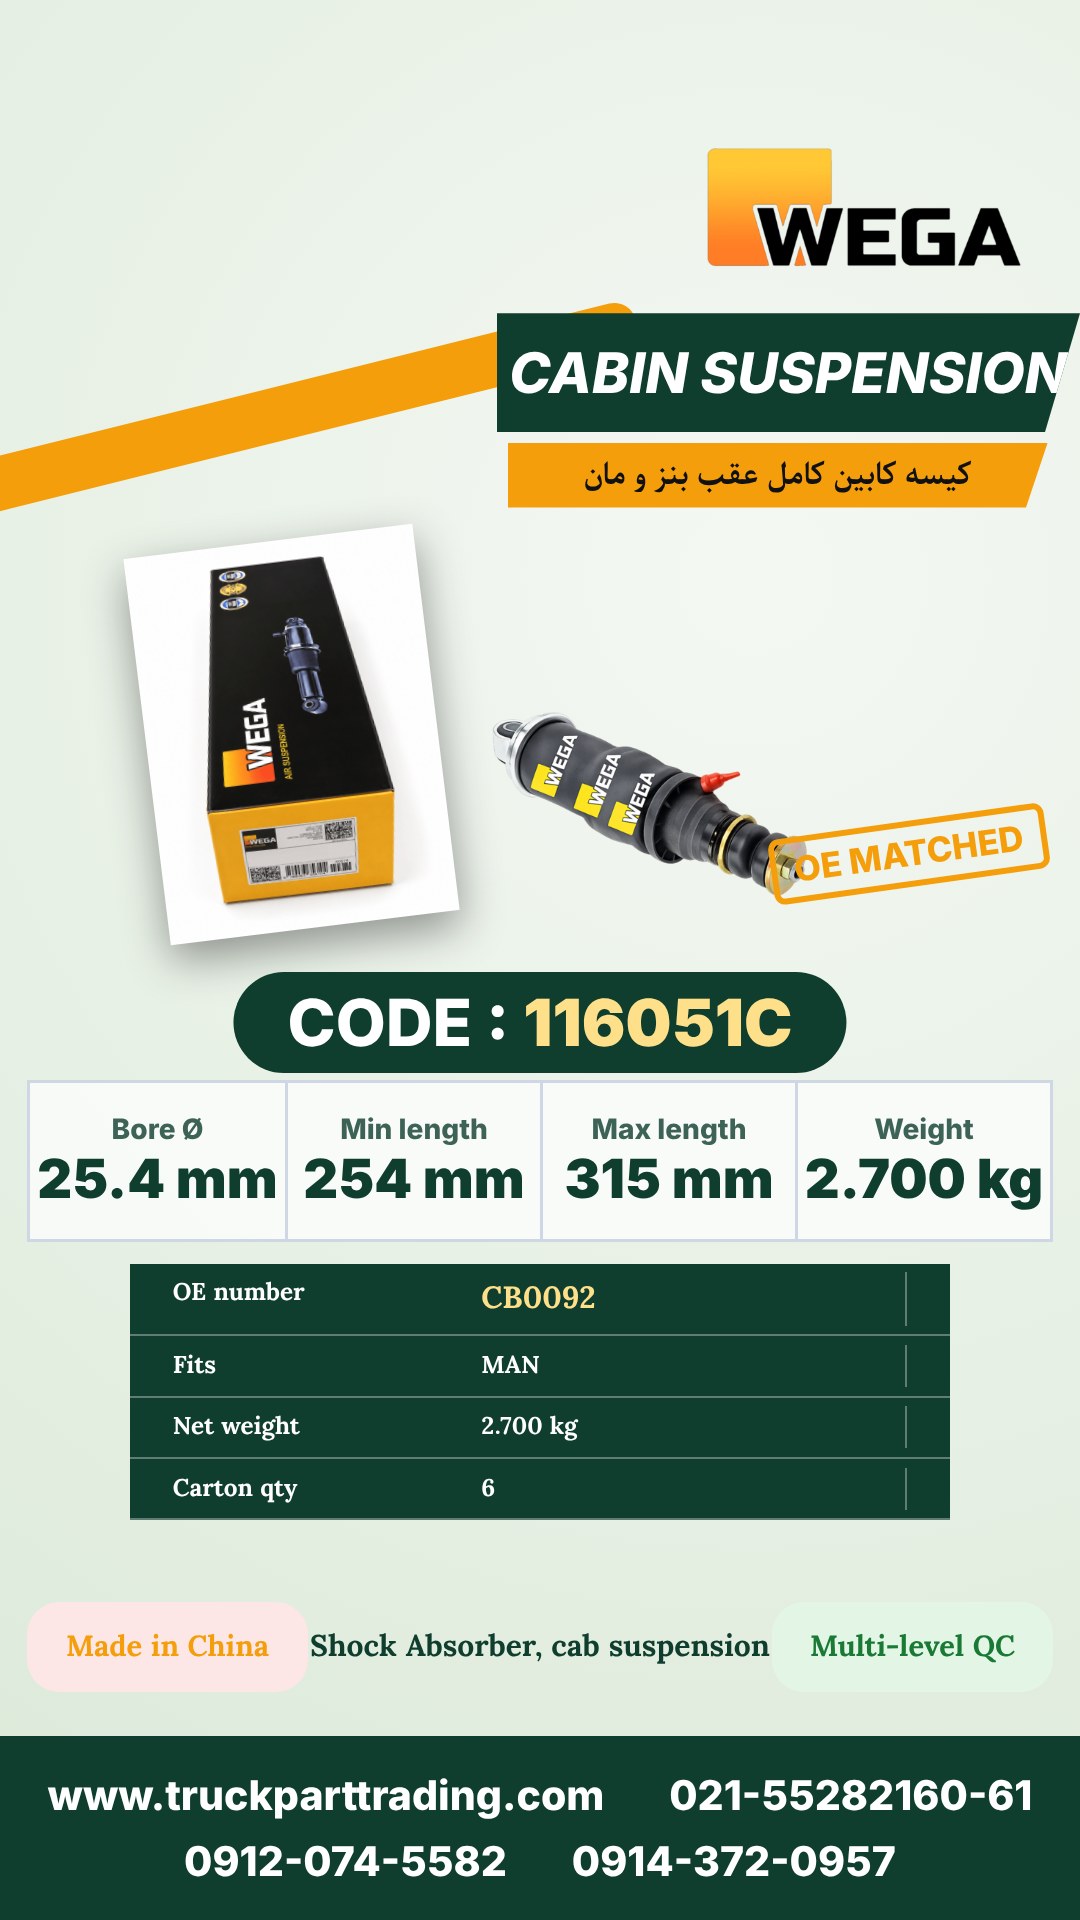 WEGA
CABIN SUSPENSION
کیسه کابین کامل عقب بنز و مان
WEGA
AIR SUSPENSION
WEGA
WEGA
WEGA
WEGA
OE MATCHED
CODE : 116051C
Bore Ø Min length Max length Weight
25.4 mm 254 mm 315 mm 2.700 kg
OE number CB0092
Fits MAN
Net weight 2.700 kg
Carton qty 6
Made in China Shock Absorber, cab suspension Multi-level QC
www.truckparttrading.com 021-55282160-61
0912-074-5582 0914-372-0957